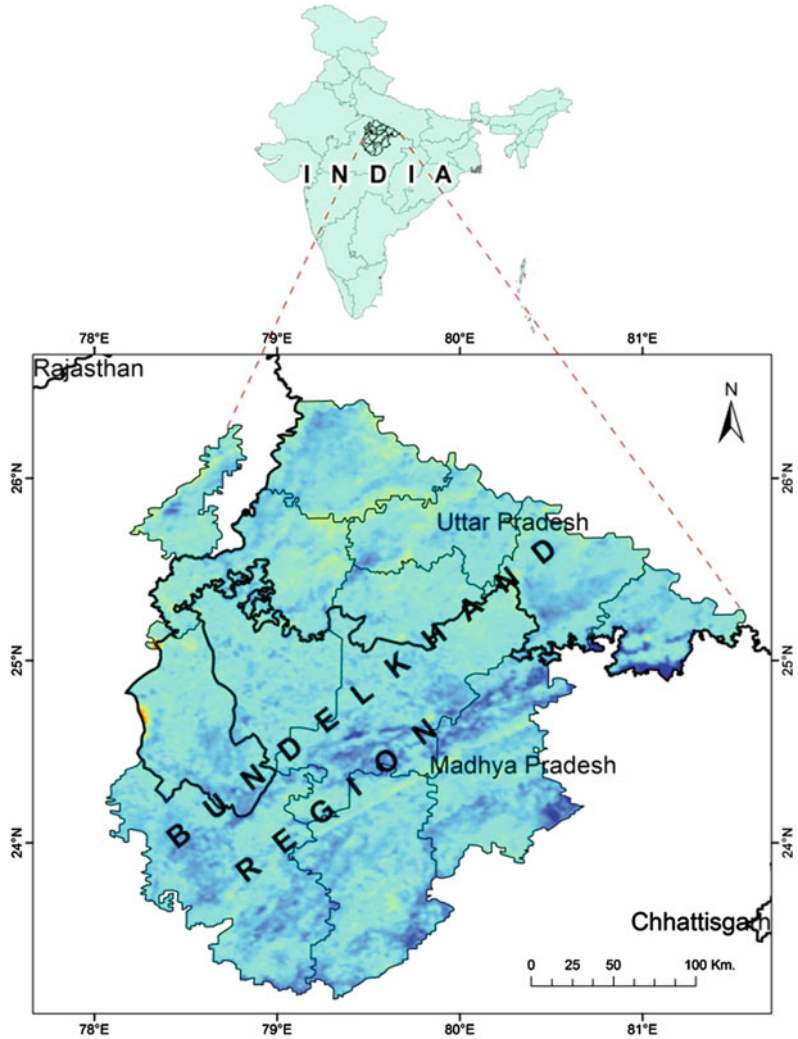 I N D I A
78°E 79°E 80°E 81°E
Rajasthan
N
26°N 26°N
Uttar Pradesh
25°N 25°N
BUNDELKHAND
REGION
Madhya Pradesh
24°N 24°N
Chhattisgarh
0 25 50 100 Km.
78°E 79°E 80°E 81°E